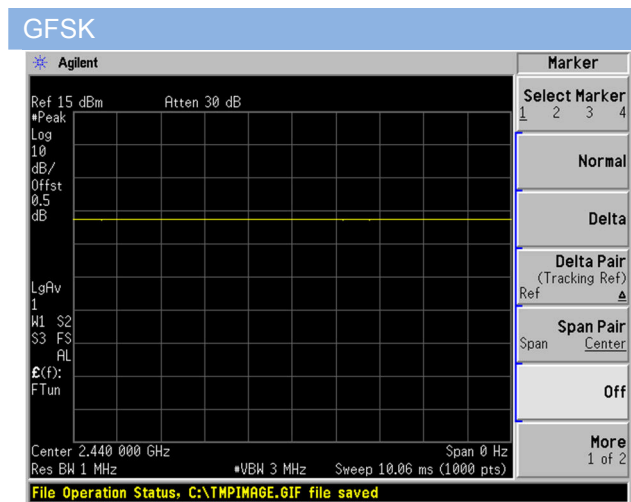 GFSK
Agilent
Marker
Ref 15 dBm Atten 30 dB
#Peak
Log
10
dB/
Offst
0.5
dB
LgAv
1
W1 S2
S3 FS
AL
£(f):
FTun
Center 2.440 000 GHz Span 0 Hz
Res BW 1 MHz #VBW 3 MHz Sweep 10.06 ms (1000 pts)
File Operation Status, C:\TMPIMAGE.GIF file saved
Select Marker
1 2 3 4
Normal
Delta
Delta Pair
(Tracking Ref)
Ref Δ
Span Pair
Span Center
Off
More
1 of 2